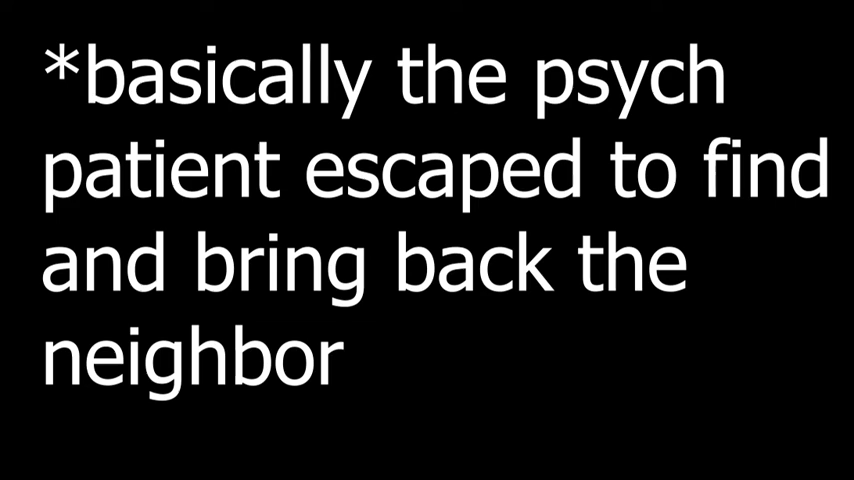 *basically the psych
patient escaped to find
and bring back the
neighbor